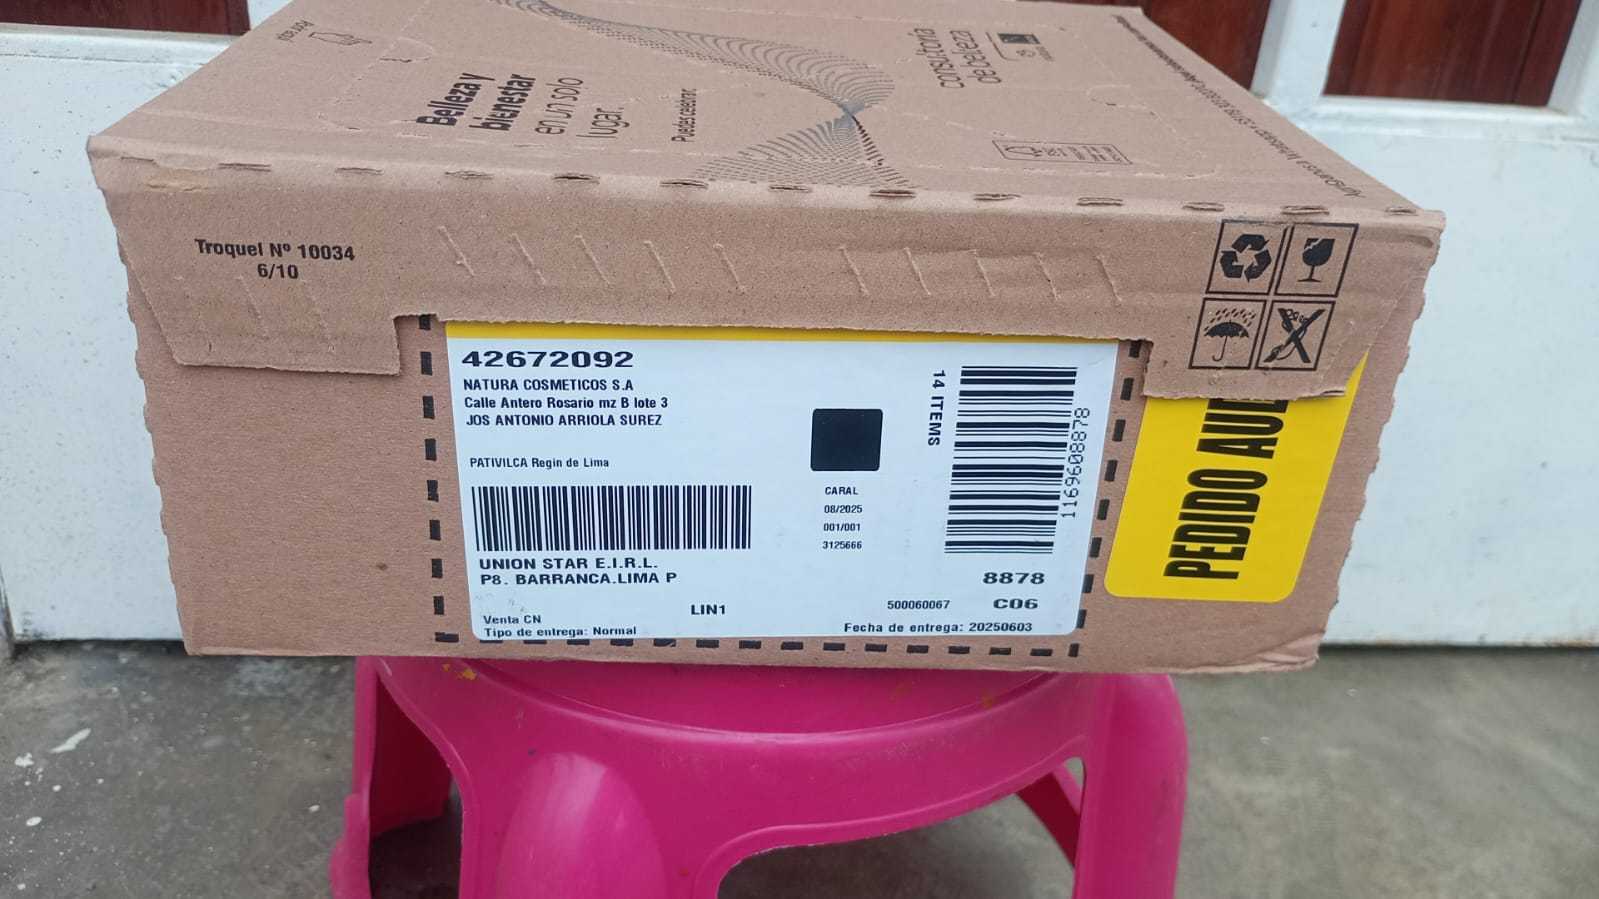 Belleza y
bienestar
en un solo
lugar.
Puedes celebrar.
consultoría
de belleza
Troquel Nº 10034
6/10
42672092
NATURA COSMETICOS S.A
Calle Antero Rosario mz B lote 3
JOS ANTONIO ARRIOLA SUREZ
PATIVILCA Regin de Lima
UNION STAR E.I.R.L.
P8. BARRANCA.LIMA P
LIN1
Venta CN
Tipo de entrega: Normal
CARAL
08/2025
001/001
3125666
14 ITEMS
1169608878
8878
500060067
C06
Fecha de entrega: 20250603
PEDIDO